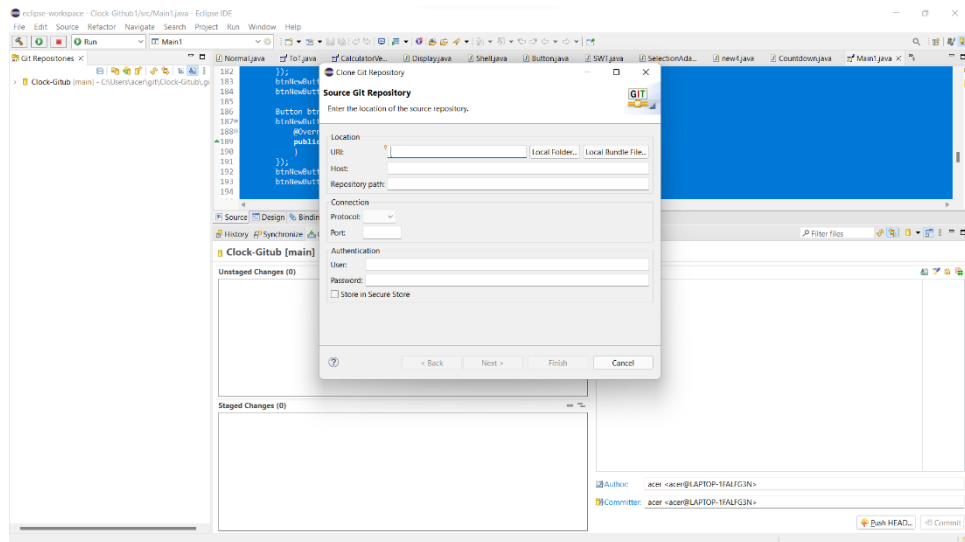 eclipse-workspace - Clock-Github1/src/Main1.java - Eclipse IDE
File Edit Source Refactor Navigate Search Project Run Window Help
Run Main1
Git Repositories
Normal.java To1.java CalculatorVe... Display.java Shell.java Button.java SWT.java SelectionAda... new4.java Countdown.java Main1.java
Clock-Gitub [main] - C:\Users\acer\git\Clock-Gitub\.gi
182 });
183 btnNewButt
184 btnNewButt
185
186 Button btn
187 btnNewButt
188 @Overr
189 public
190 }
191 });
192 btnNewButt
193 btnNewButt
194
Source Design Bindin
History Synchronize
Filter files
Clock-Gitub [main]
Unstaged Changes (0)
Staged Changes (0)
Author: acer <acer@LAPTOP-1FALFG3N>
Committer: acer <acer@LAPTOP-1FALFG3N>
Push HEAD... Commit
Clone Git Repository
Source Git Repository
Enter the location of the source repository.
GIT
Location
URI: Local Folder... Local Bundle File...
Host:
Repository path:
Connection
Protocol:
Port:
Authentication
User:
Password:
Store in Secure Store
< Back Next > Finish Cancel